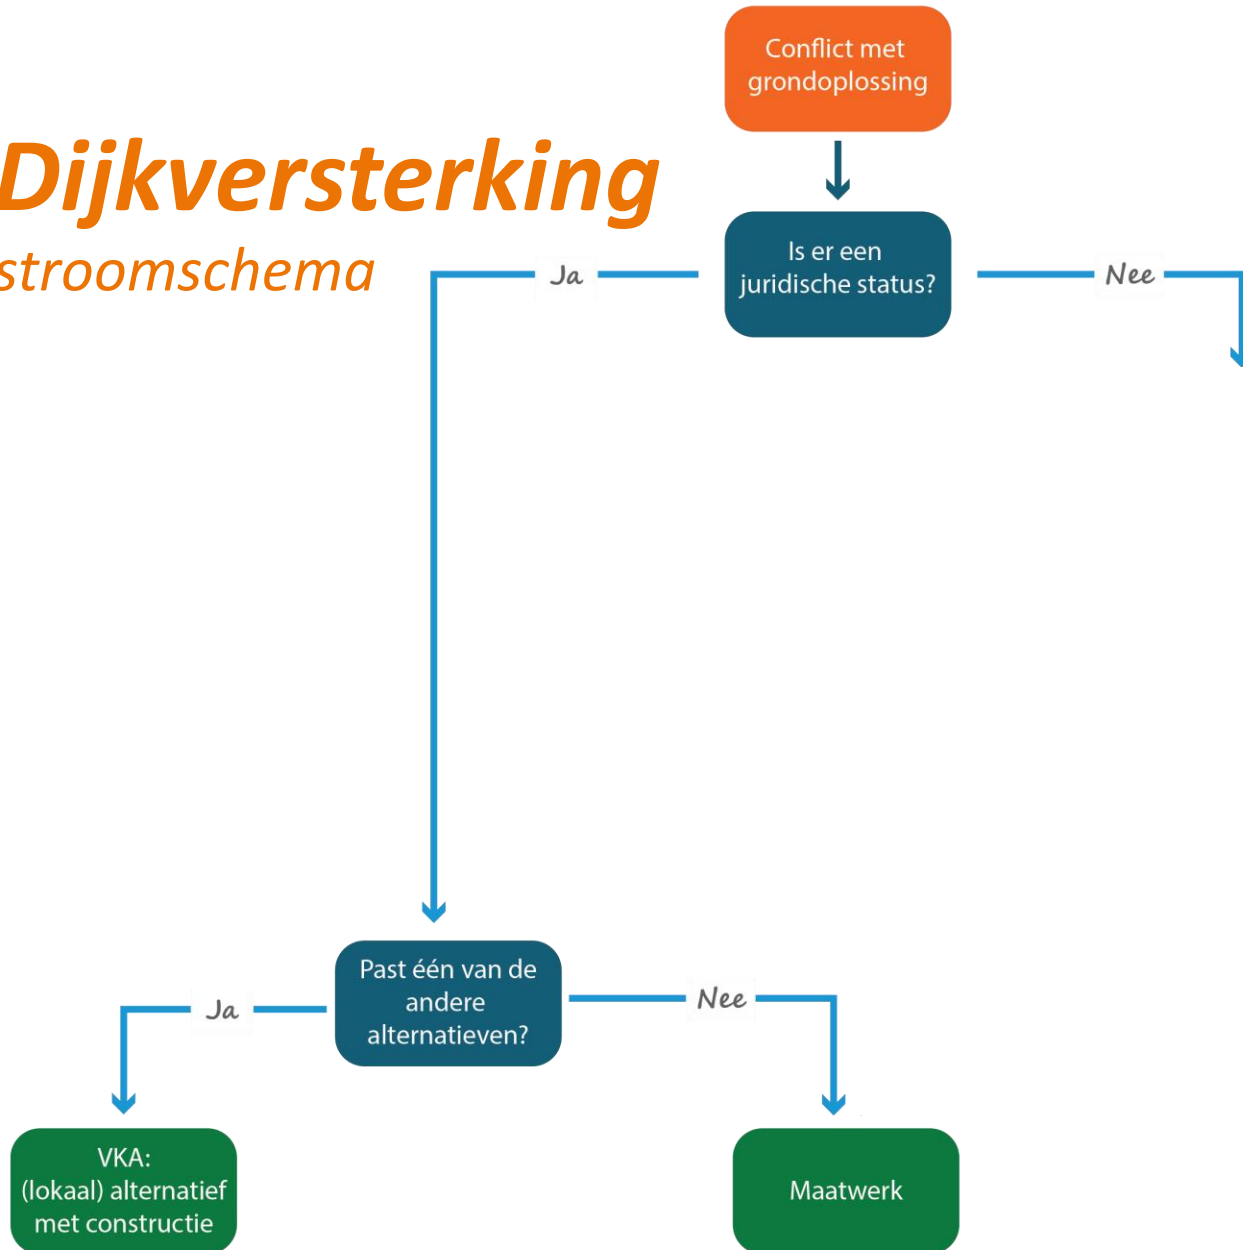 Conflict met
grondoplossing
Dijkversterking
stroomschema
Is er een
juridische status?
Ja
Nee
Past één van de
andere
alternatieven?
Ja
Nee
VKA:
(lokaal) alternatief
met constructie
Maatwerk